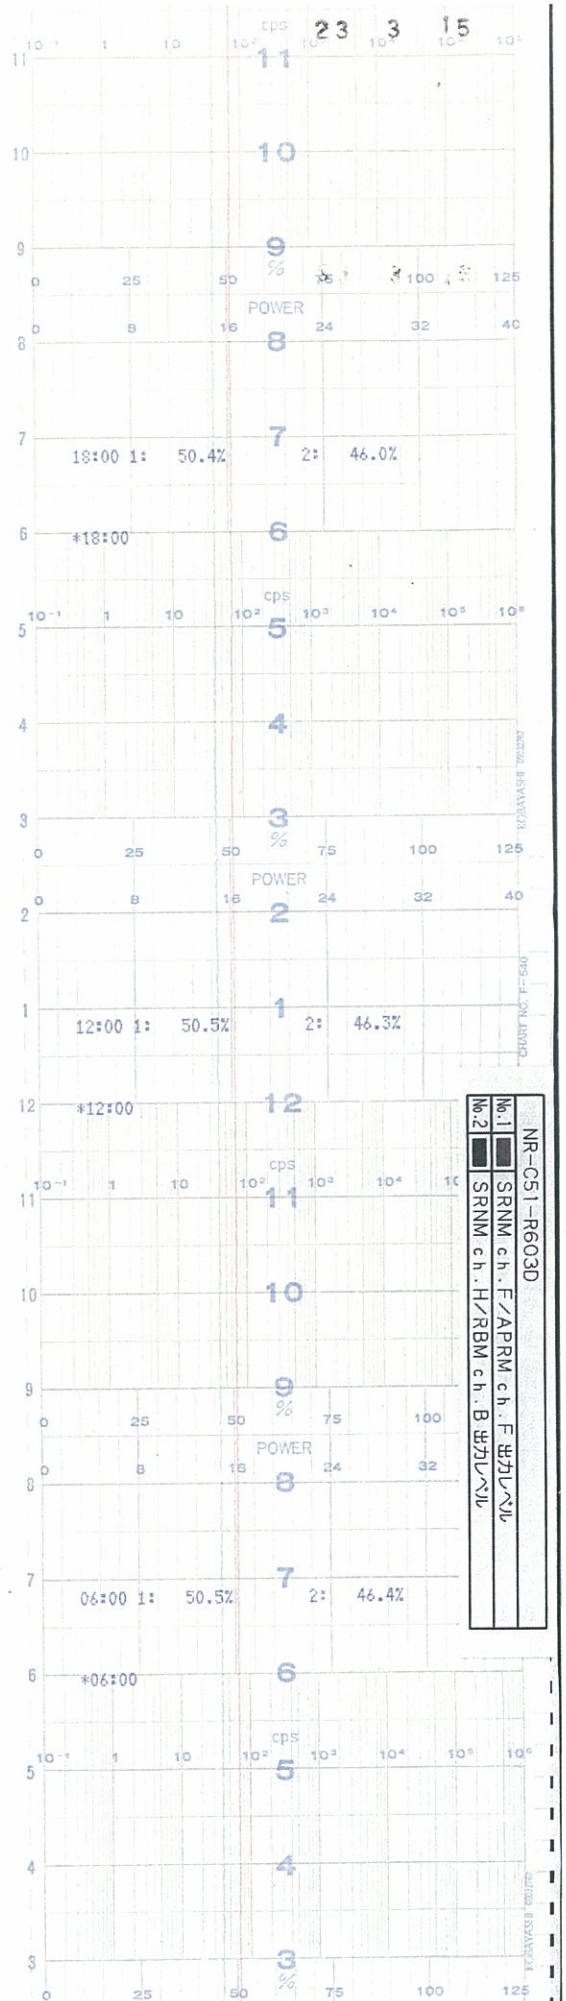 cps 23 3 15
10⁻¹ 1 10 10² 10⁴ 10⁵
11 11
10 10
9 9
%
0 25 50 75 100 125
POWER
0 8 16 24 32 40
8 8
7 7
18:00 1: 50.4% 2: 46.0%
6 6
*18:00
cps
10⁻¹ 1 10 10² 10³ 10⁴ 10⁵ 10⁶
5 5
4 4
3 3
%
0 25 50 75 100 125
POWER
0 8 16 24 32 40
2 2
1 1
12:00 1: 50.5% 2: 46.3%
12 12
*12:00
cps
10⁻¹ 1 10 10² 10³ 10⁴ 10
11 11
10 10
9 9
%
0 25 50 75 100
POWER
0 8 16 24 32
8 8
7 7
06:00 1: 50.5% 2: 46.4%
6 6
*06:00
cps
10⁻¹ 1 10 10² 10³ 10⁴ 10⁵ 10⁶
5 5
4 4
3 3
%
0 25 50 75 100 125
CHART NO. E-540
NR-C51-R603D
No.1 SRNM ch.F/APRM ch.F 出力レベル
No.2 SRNM ch.H/RBM ch.B 出力レベル